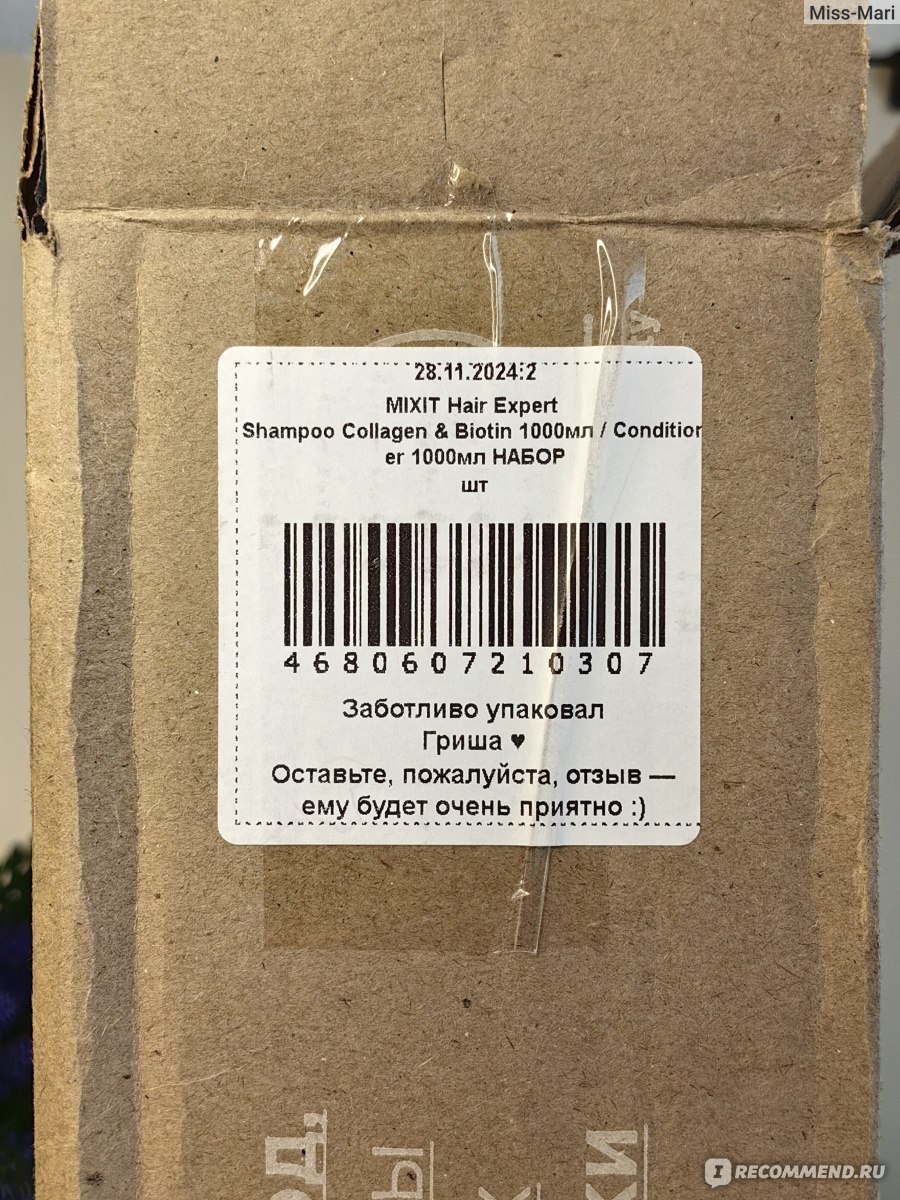 Miss-Mari
28.11.2024:2
MIXIT Hair Expert
Shampoo Collagen & Biotin 1000мл / Condition
er 1000мл НАБОР
шт
4680607210307
Заботливо упаковал
Гриша ♥
Оставьте, пожалуйста, отзыв —
ему будет очень приятно :)
IRECOMMEND.RU